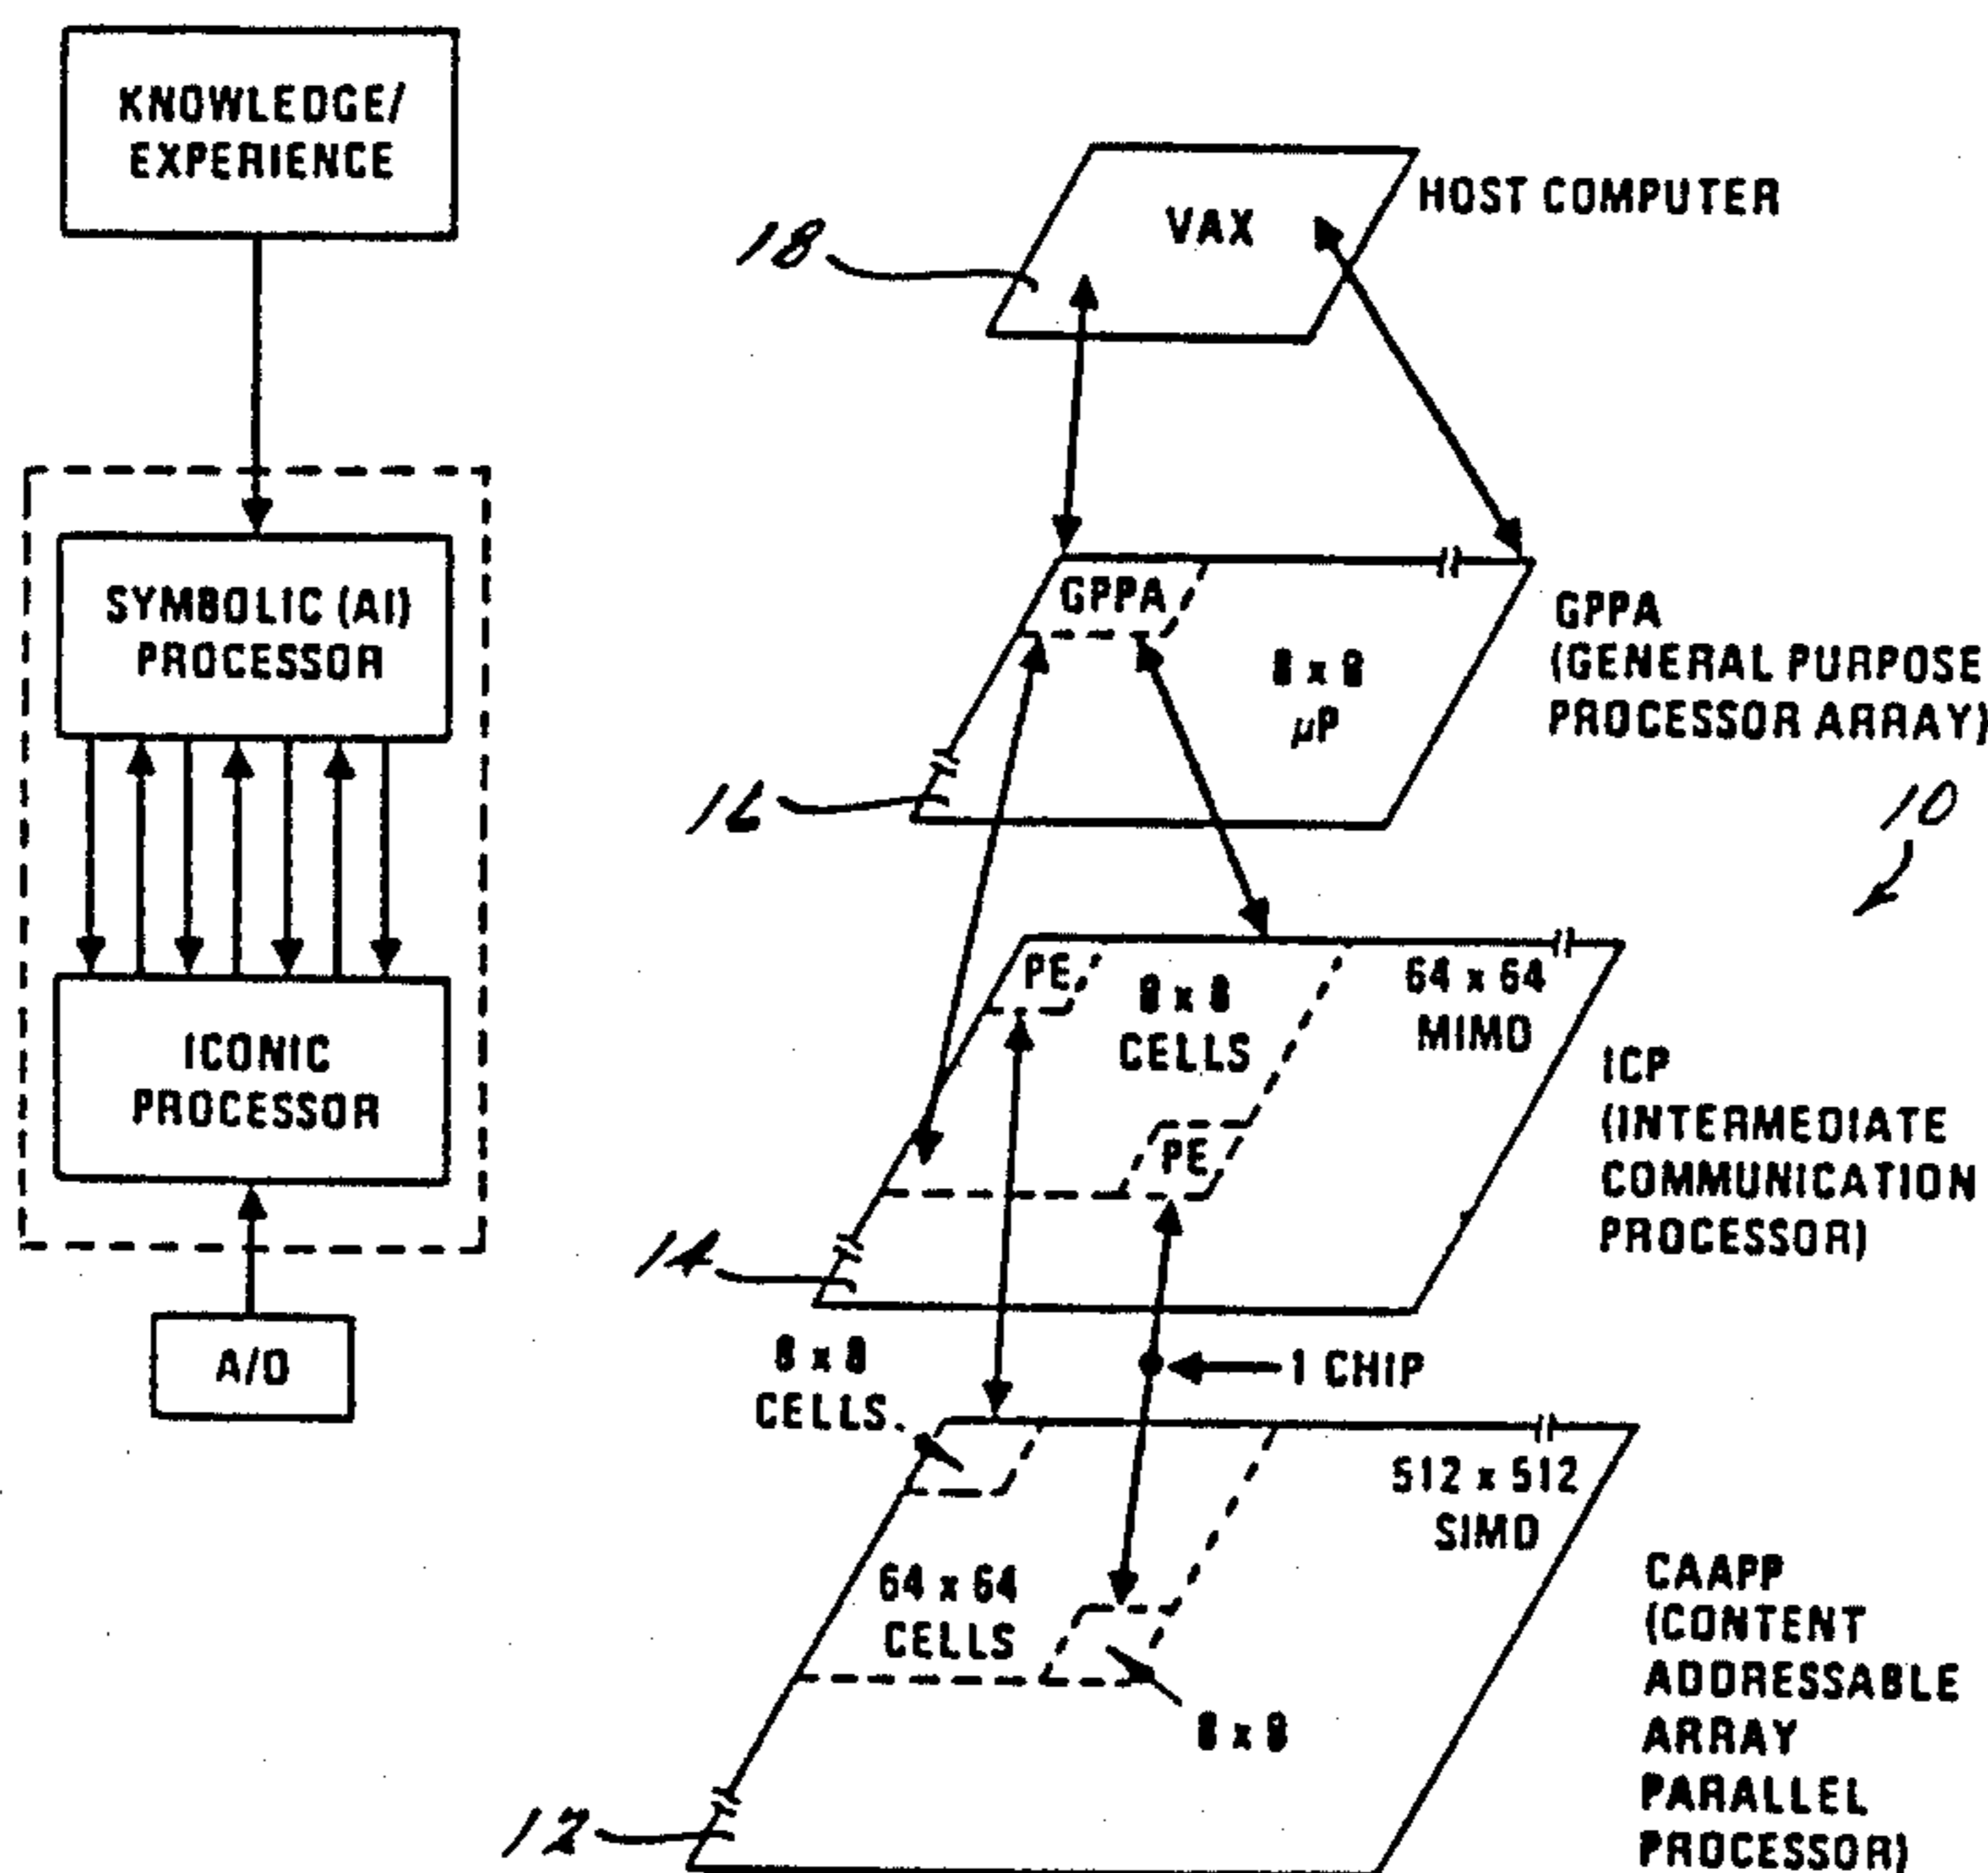 KNOWLEDGE/
EXPERIENCE
SYMBOLIC (AI)
PROCESSOR
ICONIC
PROCESSOR
A/D
VAX
HOST COMPUTER
18
GPPA
8 x 8
µP
GPPA
(GENERAL PURPOSE
PROCESSOR ARRAY)
16
10
PE
8 x 8
CELLS
64 x 64
MIMD
PE
ICP
(INTERMEDIATE
COMMUNICATION
PROCESSOR)
14
8 x 8
CELLS
1 CHIP
512 x 512
SIMD
64 x 64
CELLS
8 x 8
CAAPP
(CONTENT
ADDRESSABLE
ARRAY
PARALLEL
PROCESSOR)
12